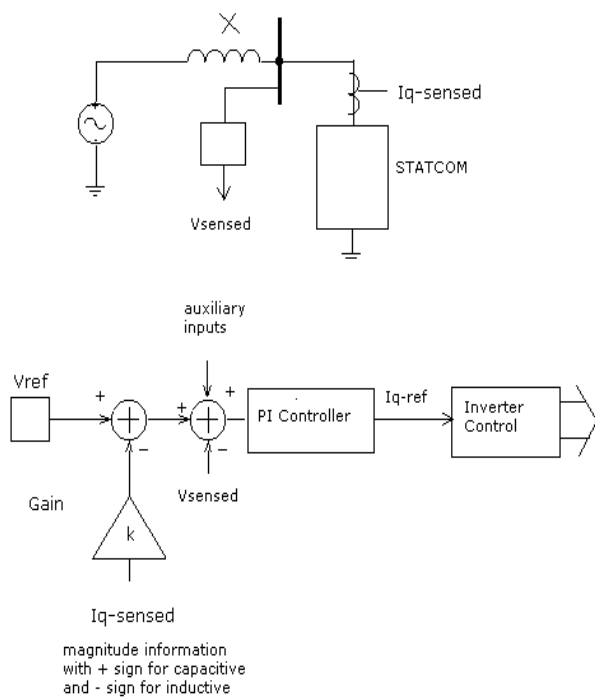 X
Iq-sensed
STATCOM
Vsensed
auxiliary
inputs
Vref
+
-
+
+
-
PI Controller
Iq-ref
Inverter
Control
Vsensed
Gain
k
Iq-sensed
magnitude information
with + sign for capacitive
and - sign for inductive